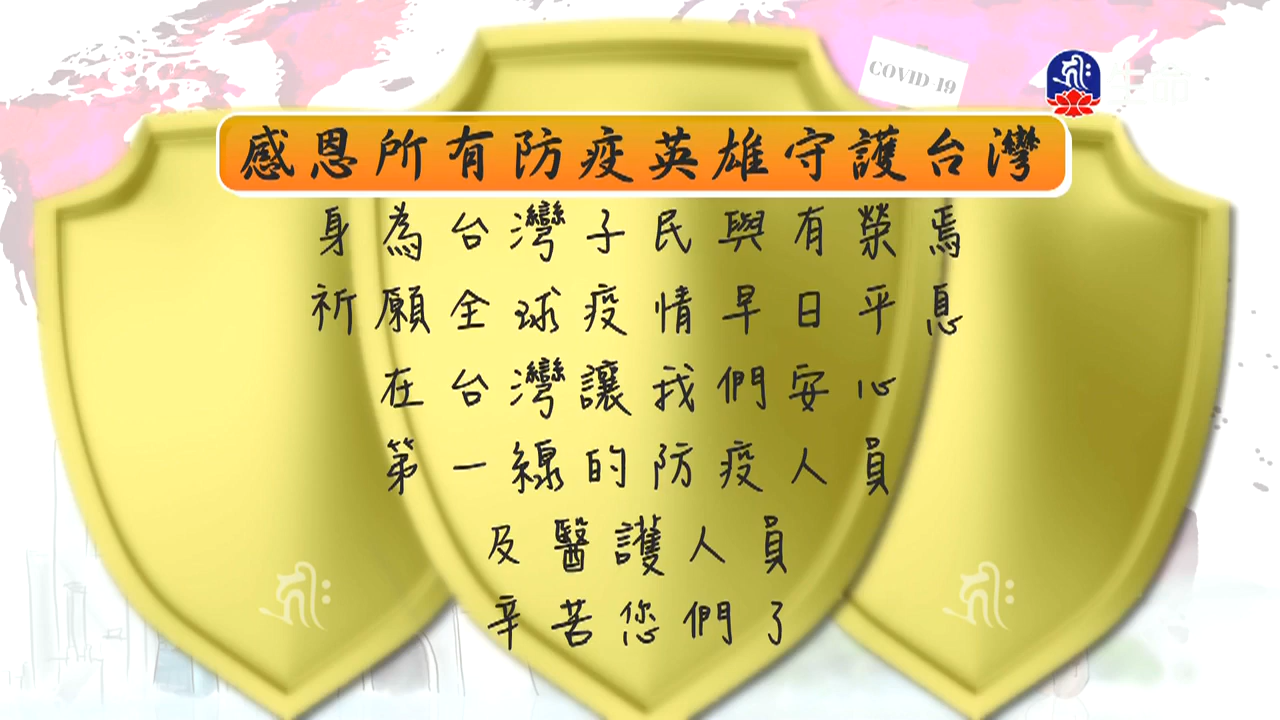 COVID-19
生命
感恩所有防疫英雄守護台灣
身為台灣子民與有榮焉
祈願全球疫情早日平息
在台灣讓我們安心
第一線的防疫人員
及醫護人員
辛苦您們了